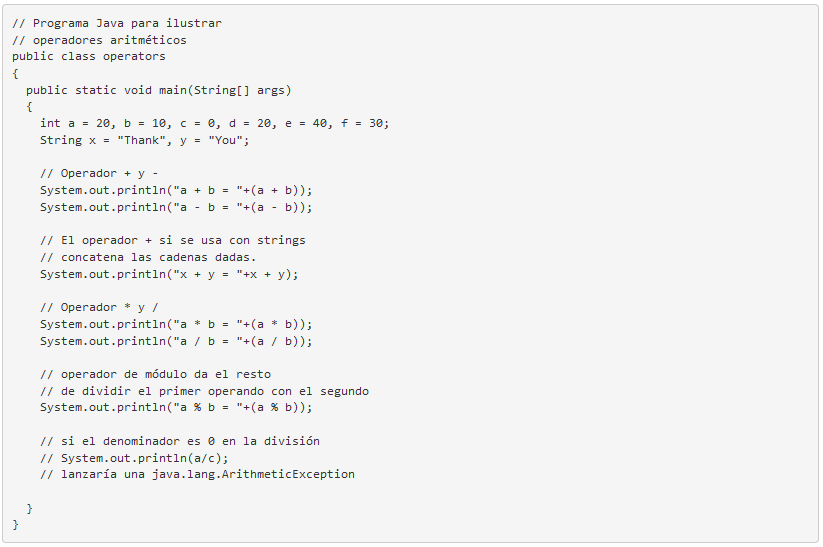 // Programa Java para ilustrar
// operadores aritméticos
public class operators
{
  public static void main(String[] args)
  {
    int a = 20, b = 10, c = 0, d = 20, e = 40, f = 30;
    String x = "Thank", y = "You";

    // Operador + y -
    System.out.println("a + b = "+(a + b));
    System.out.println("a - b = "+(a - b));

    // El operador + si se usa con strings
    // concatena las cadenas dadas.
    System.out.println("x + y = "+x + y);

    // Operador * y /
    System.out.println("a * b = "+(a * b));
    System.out.println("a / b = "+(a / b));

    // operador de módulo da el resto
    // de dividir el primer operando con el segundo
    System.out.println("a % b = "+(a % b));

    // si el denominador es 0 en la división
    // System.out.println(a/c);
    // lanzaría una java.lang.ArithmeticException

  }
}